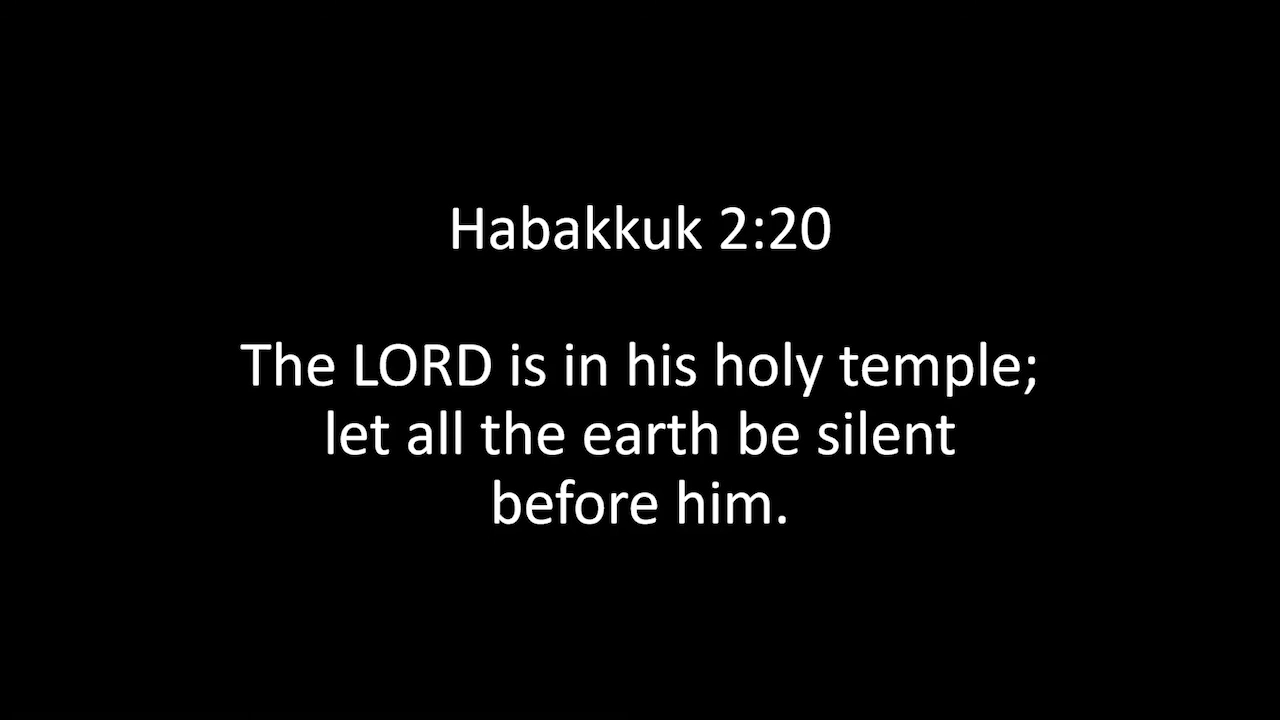 Habakkuk 2:20
The LORD is in his holy temple;
let all the earth be silent
before him.